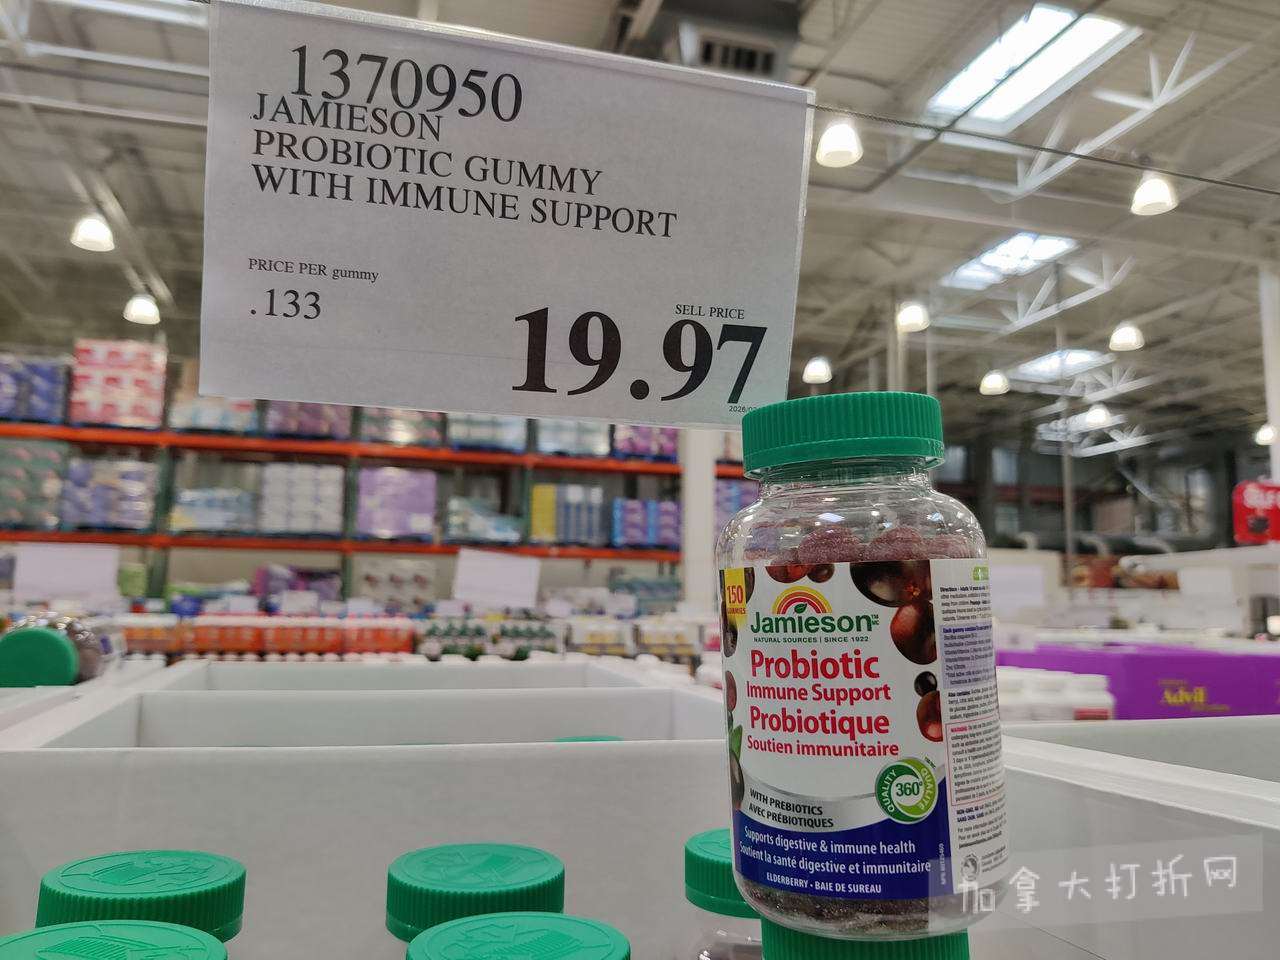 1370950
JAMIESON
PROBIOTIC GUMMY
WITH IMMUNE SUPPORT
PRICE PER gummy
.133
SELL PRICE
19.97
150
GUMMIES
Jamieson
NATURAL SOURCES | SINCE 1922
Probiotic
Immune Support
Probiotique
Soutien immunitaire
360°
QUALITY
QUALITÉ
WITH PREBIOTICS
AVEC PRÉBIOTIQUES
Supports digestive & immune health
Soutient la santé digestive et immunitaire
ELDERBERRY • BAIE DE SUREAU
Advil
加拿大打折网